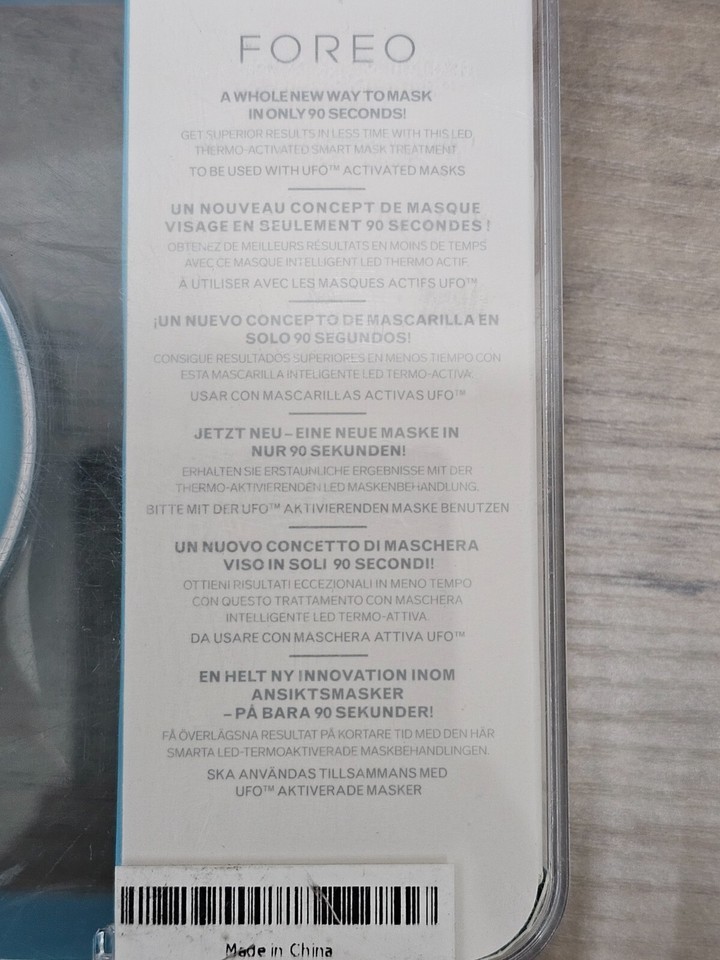 FOREO
A WHOLE NEW WAY TO MASK
IN ONLY 90 SECONDS!
GET SUPERIOR RESULTS IN LESS TIME WITH THIS LED
THERMO-ACTIVATED SMART MASK TREATMENT
TO BE USED WITH UFO™ ACTIVATED MASKS
UN NOUVEAU CONCEPT DE MASQUE
VISAGE EN SEULEMENT 90 SECONDES !
OBTENEZ DE MEILLEURS RÉSULTATS EN MOINS DE TEMPS
AVEC CE MASQUE INTELLIGENT LED THERMO ACTIF.
À UTILISER AVEC LES MASQUES ACTIFS UFO™
¡UN NUEVO CONCEPTO DE MASCARILLA EN
SOLO 90 SEGUNDOS!
CONSIGUE RESULTADOS SUPERIORES EN MENOS TIEMPO CON
ESTA MASCARILLA INTELIGENTE LED TERMO-ACTIVA.
USAR CON MASCARILLAS ACTIVAS UFO™
JETZT NEU – EINE NEUE MASKE IN
NUR 90 SEKUNDEN!
ERHALTEN SIE ERSTAUNLICHE ERGEBNISSE MIT DER
THERMO-AKTIVIERENDEN LED MASKENBEHANDLUNG.
BITTE MIT DER UFO™ AKTIVIERENDEN MASKE BENUTZEN
UN NUOVO CONCETTO DI MASCHERA
VISO IN SOLI 90 SECONDI!
OTTIENI RISULTATI ECCEZIONALI IN MENO TEMPO
CON QUESTO TRATTAMENTO CON MASCHERA
INTELLIGENTE LED TERMO-ATTIVA.
DA USARE CON MASCHERA ATTIVA UFO™
EN HELT NY INNOVATION INOM
ANSIKTSMASKER
– PÅ BARA 90 SEKUNDER!
FÅ ÖVERLÄGSNA RESULTAT PÅ KORTARE TID MED DEN HÄR
SMARTA LED-TERMOAKTIVERADE MASKBEHANDLINGEN.
SKA ANVÄNDAS TILLSAMMANS MED
UFO™ AKTIVERADE MASKER
Made in China